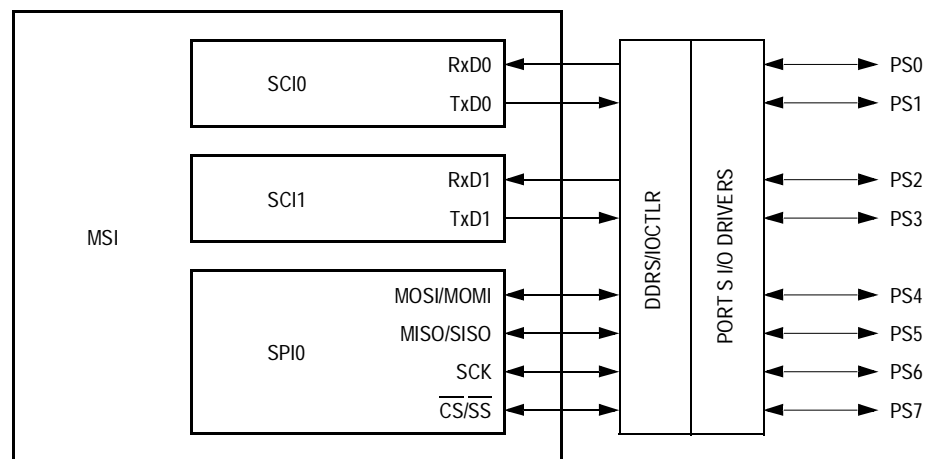 RxD0
PS0
SCI0
TxD0
PS1
RxD1
PS2
SCI1
TxD1
PS3
MSI
DDRS/IOCTLR
PORT S I/O DRIVERS
MOSI/MOMI
PS4
MISO/SISO
PS5
SPI0
SCK
PS6
CS/SS
PS7